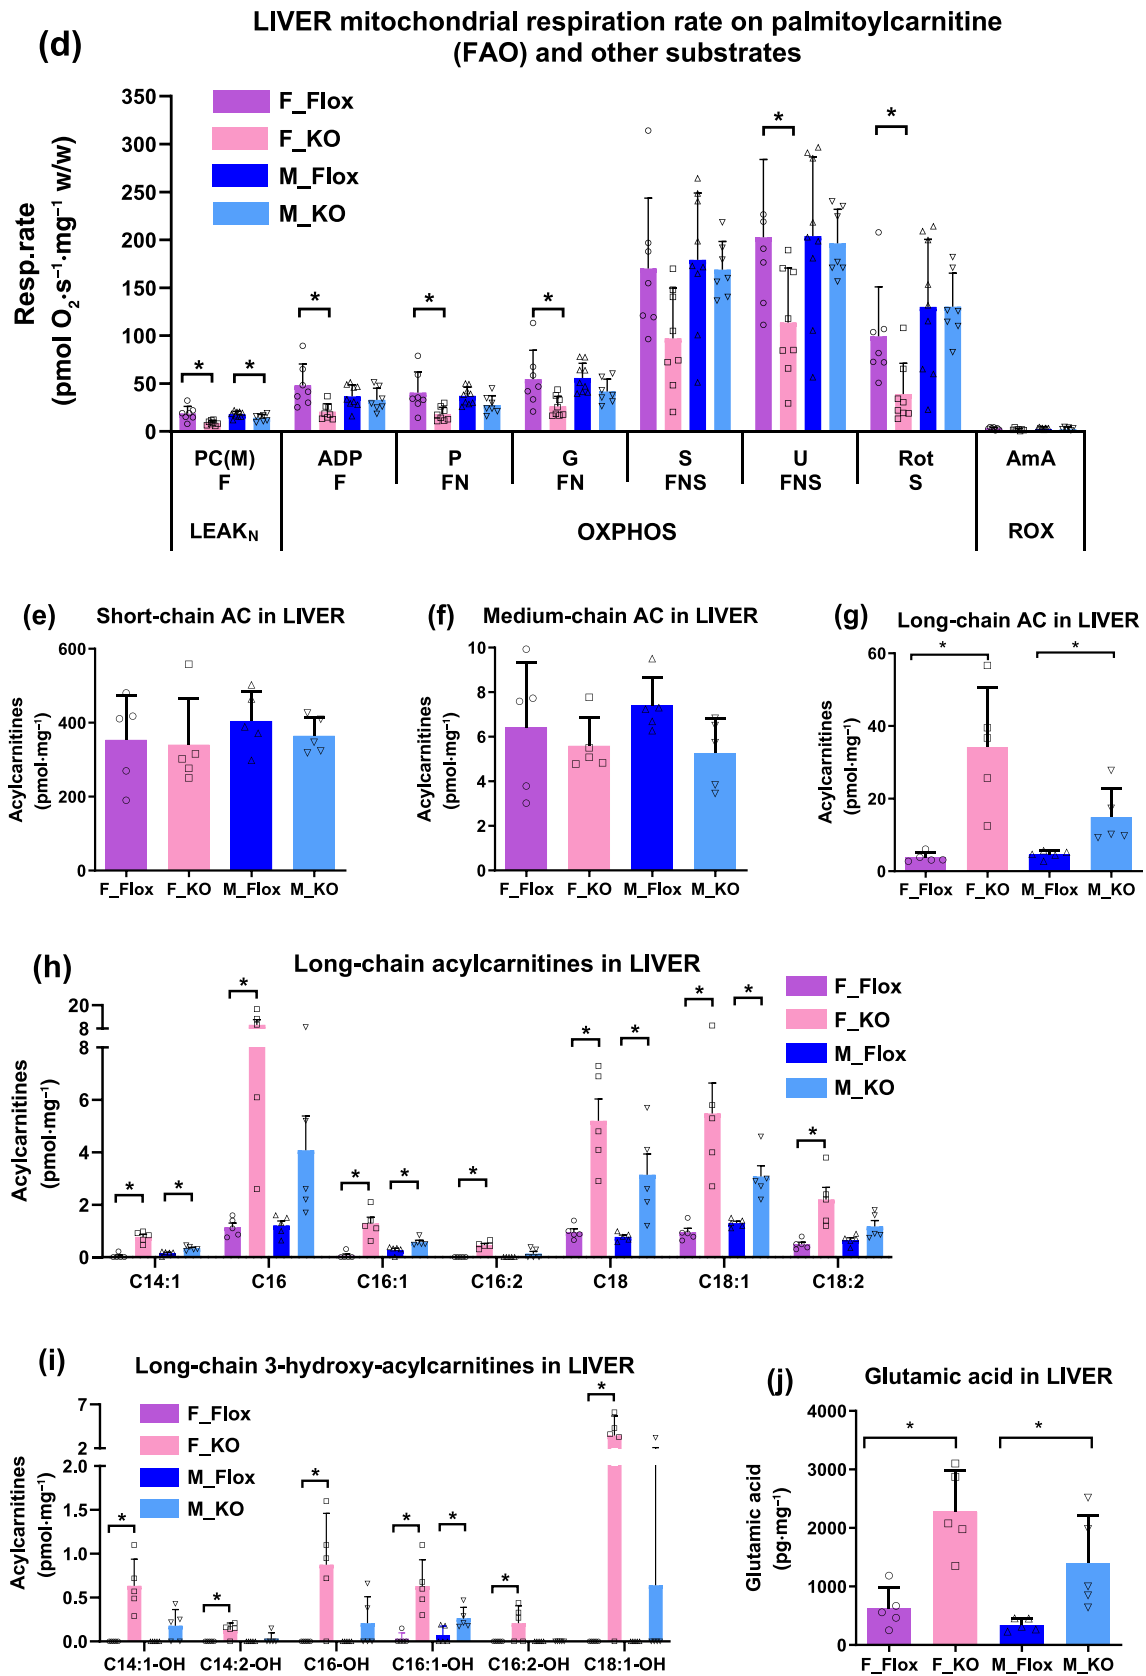 (d)
LIVER mitochondrial respiration rate on palmitoylcarnitine
(FAO) and other substrates
F_Flox
F_KO
M_Flox
M_KO
Resp.rate
(pmol O₂·s⁻¹·mg⁻¹ w/w)
350
300
250
200
150
100
50
0
* * * * * * *
PC(M) ADP P G S U Rot AmA
F F FN FN FNS FNS S
LEAK_N OXPHOS ROX
(e) Short-chain AC in LIVER
Acylcarnitines
(pmol·mg⁻¹)
600
400
200
0
F_Flox F_KO M_Flox M_KO
(f) Medium-chain AC in LIVER
Acylcarnitines
(pmol·mg⁻¹)
10
8
6
4
2
0
F_Flox F_KO M_Flox M_KO
(g) Long-chain AC in LIVER
Acylcarnitines
(pmol·mg⁻¹)
60
40
20
0
* *
F_Flox F_KO M_Flox M_KO
(h) Long-chain acylcarnitines in LIVER
F_Flox
F_KO
M_Flox
M_KO
Acylcarnitines
(pmol·mg⁻¹)
20
8
8
6
4
2
0
* * * * * * * * * * *
C14:1 C16 C16:1 C16:2 C18 C18:1 C18:2
(i) Long-chain 3-hydroxy-acylcarnitines in LIVER
F_Flox
F_KO
M_Flox
M_KO
Acylcarnitines
(pmol·mg⁻¹)
7
2
2.0
1.5
1.0
0.5
0.0
* * * * * * *
C14:1-OH C14:2-OH C16-OH C16:1-OH C16:2-OH C18:1-OH
(j) Glutamic acid in LIVER
Glutamic acid
(pg·mg⁻¹)
4000
3000
2000
1000
0
* *
F_Flox F_KO M_Flox M_KO